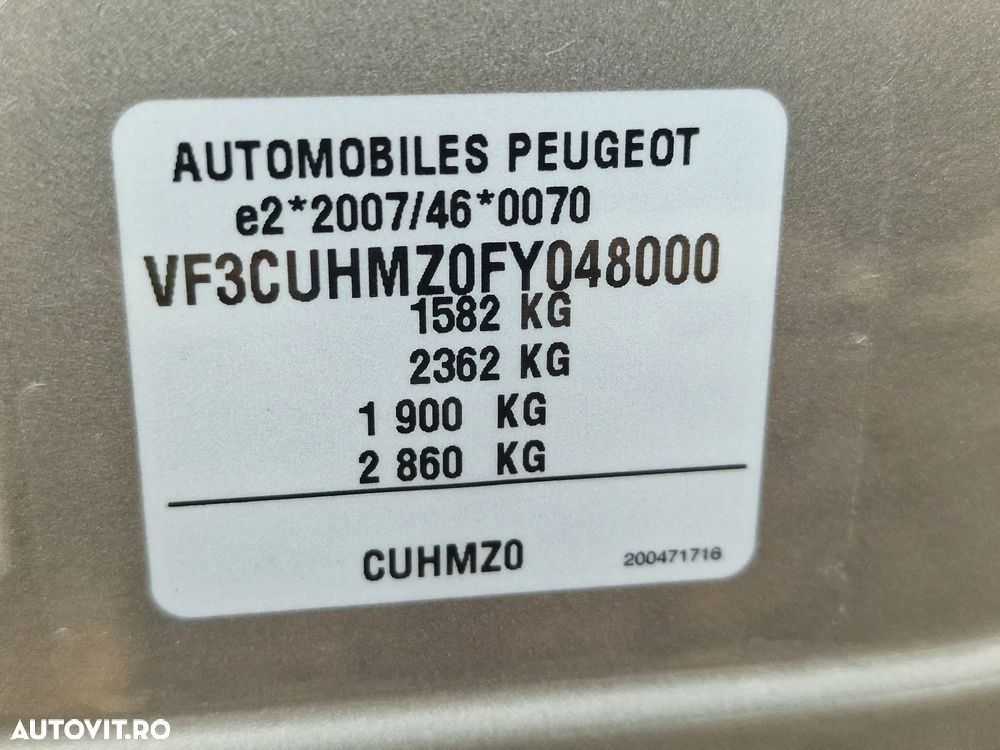 AUTOMOBILES PEUGEOT
e2*2007/46*0070
VF3CUHMZ0FY048000
1582 KG
2362 KG
1 900 KG
2 860 KG
CUHMZ0 200471716
AUTOVIT.RO